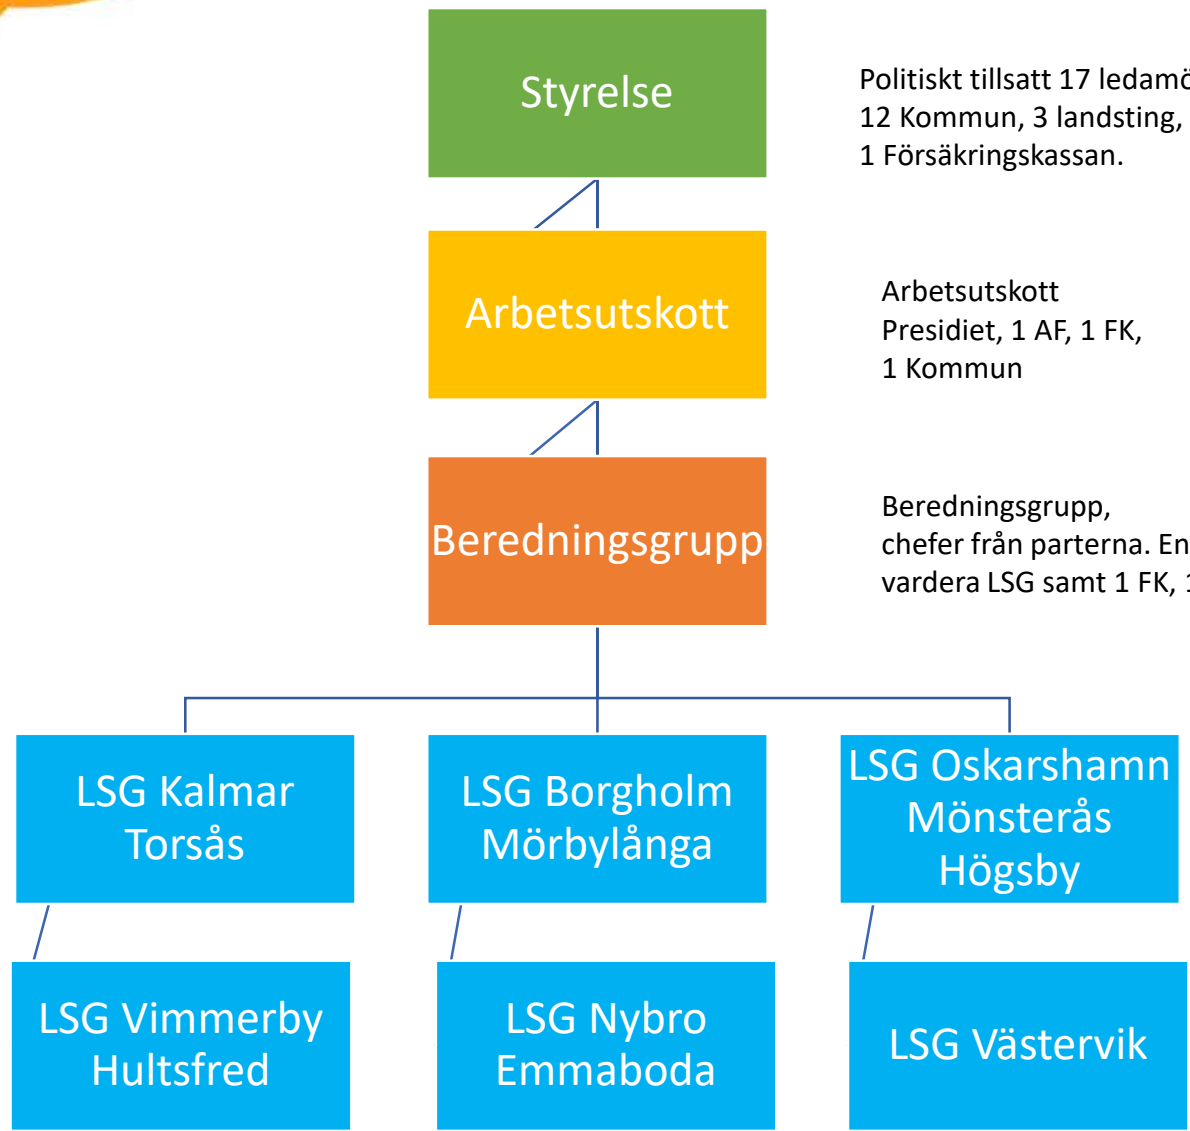 Styrelse
Politiskt tillsatt 17 ledamö
12 Kommun, 3 landsting,
1 Försäkringskassan.
Arbetsutskott
Arbetsutskott
Presidiet, 1 AF, 1 FK,
1 Kommun
Beredningsgrupp
Beredningsgrupp,
chefer från parterna. En
vardera LSG samt 1 FK, 1
LSG Kalmar
Torsås
LSG Borgholm
Mörbylånga
LSG Oskarshamn
Mönsterås
Högsby
LSG Vimmerby
Hultsfred
LSG Nybro
Emmaboda
LSG Västervik